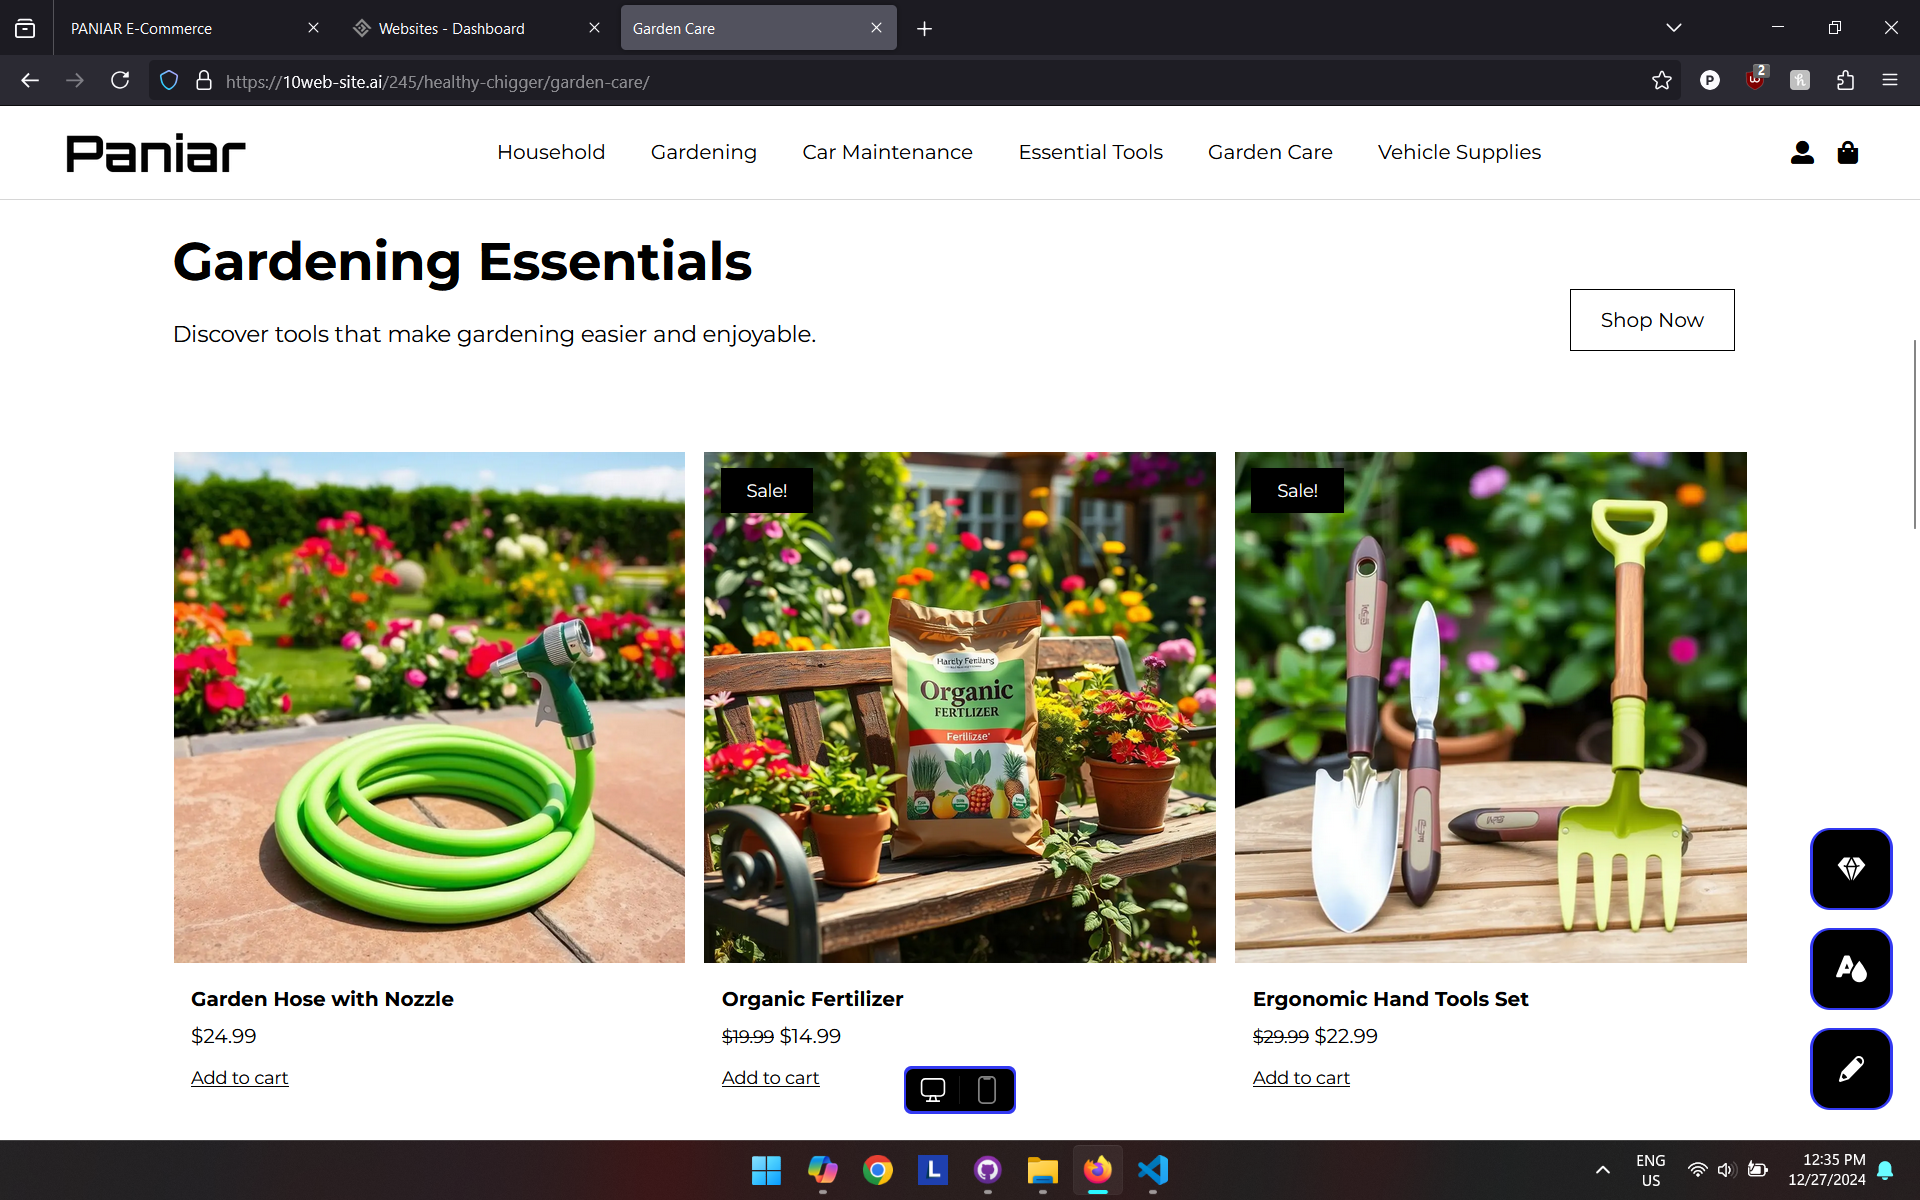 PANIAR E-Commerce
Websites - Dashboard
Garden Care
https://10web-site.ai/245/healthy-chigger/garden-care/
2
Paniar
Household
Gardening
Car Maintenance
Essential Tools
Garden Care
Vehicle Supplies
Gardening Essentials
Discover tools that make gardening easier and enjoyable.
Shop Now
Sale!
Sale!
Organic
FERTLIZER
Garden Hose with Nozzle
$24.99
Add to cart
Organic Fertilizer
$19.99 $14.99
Add to cart
Ergonomic Hand Tools Set
$29.99 $22.99
Add to cart
ENG
US
12:35 PM
12/27/2024